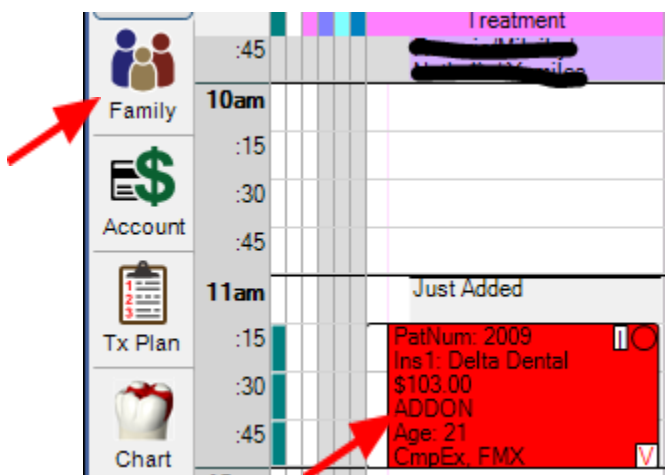 Treatment
:45
Family
10am
:15
:30
Account
:45
11am
Just Added
Tx Plan
:15
PatNum: 2009
I
Ins1: Delta Dental
:30
$103.00
ADDON
:45
Age: 21
Chart
CmpEx, FMX
V